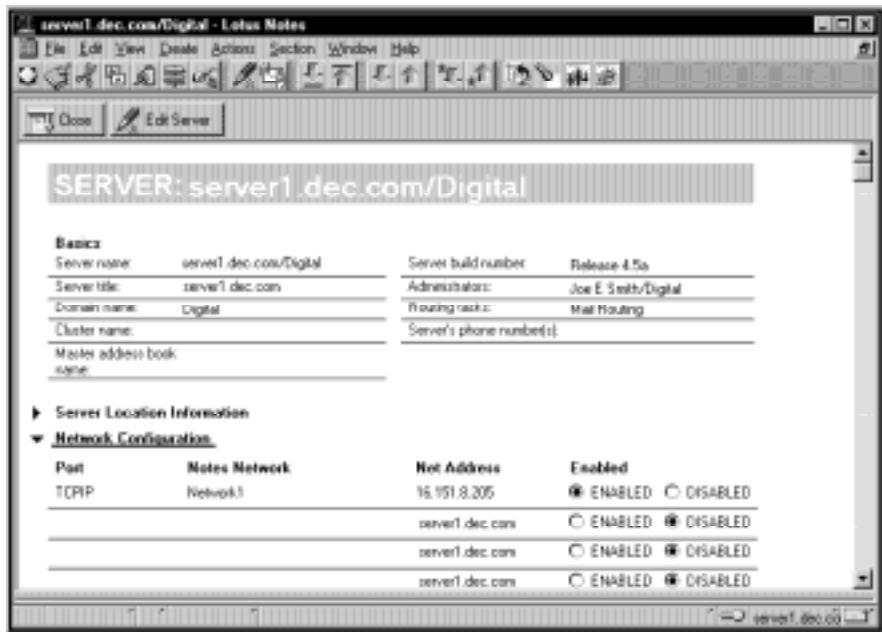 server1.dec.com/Digital - Lotus Notes
File Edit View Create Actions Section Window Help
Close Edit Server
SERVER: server1.dec.com/Digital
Basics
Server name: server1.dec.com/Digital Server build number: Release 4.5a
Server title: server1.dec.com Administrators: Joe E Smith/Digital
Domain name: Digital Routing tasks: Mail Routing
Cluster name: Server's phone number(s):
Master address book name:
Server Location Information
Network Configuration
Port Notes Network Net Address Enabled
TCPIP Network1 16.151.8.205 ENABLED DISABLED
server1.dec.com ENABLED DISABLED
server1.dec.com ENABLED DISABLED
server1.dec.com ENABLED DISABLED
server1.dec.co